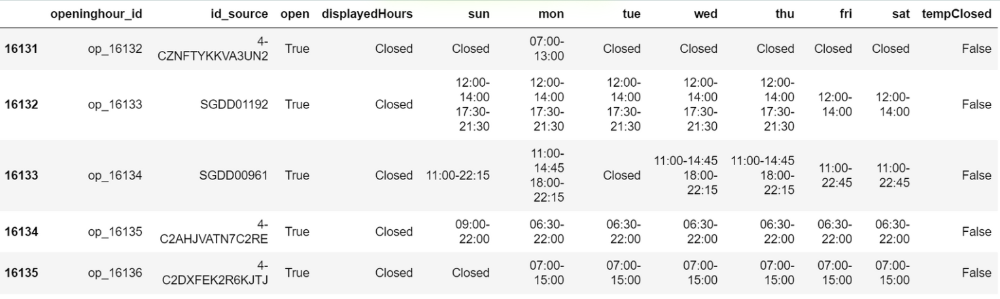 openinghour_id id_source open displayedHours sun mon tue wed thu fri sat tempClosed
16131 op_16132 4-CZNFTYKKVA3UN2 True Closed Closed 07:00-13:00 Closed Closed Closed Closed Closed False
16132 op_16133 SGDD01192 True Closed 12:00-14:00 17:30-21:30 12:00-14:00 17:30-21:30 12:00-14:00 17:30-21:30 12:00-14:00 17:30-21:30 12:00-14:00 17:30-21:30 12:00-14:00 12:00-14:00 False
16133 op_16134 SGDD00961 True Closed 11:00-22:15 11:00-14:45 18:00-22:15 Closed 11:00-14:45 18:00-22:15 11:00-14:45 18:00-22:15 11:00-22:45 11:00-22:45 False
16134 op_16135 4-C2AHJVATN7C2RE True Closed 09:00-22:00 06:30-22:00 06:30-22:00 06:30-22:00 06:30-22:00 06:30-22:00 06:30-22:00 False
16135 op_16136 4-C2DXFEK2R6KJTJ True Closed Closed 07:00-15:00 07:00-15:00 07:00-15:00 07:00-15:00 07:00-15:00 07:00-15:00 False